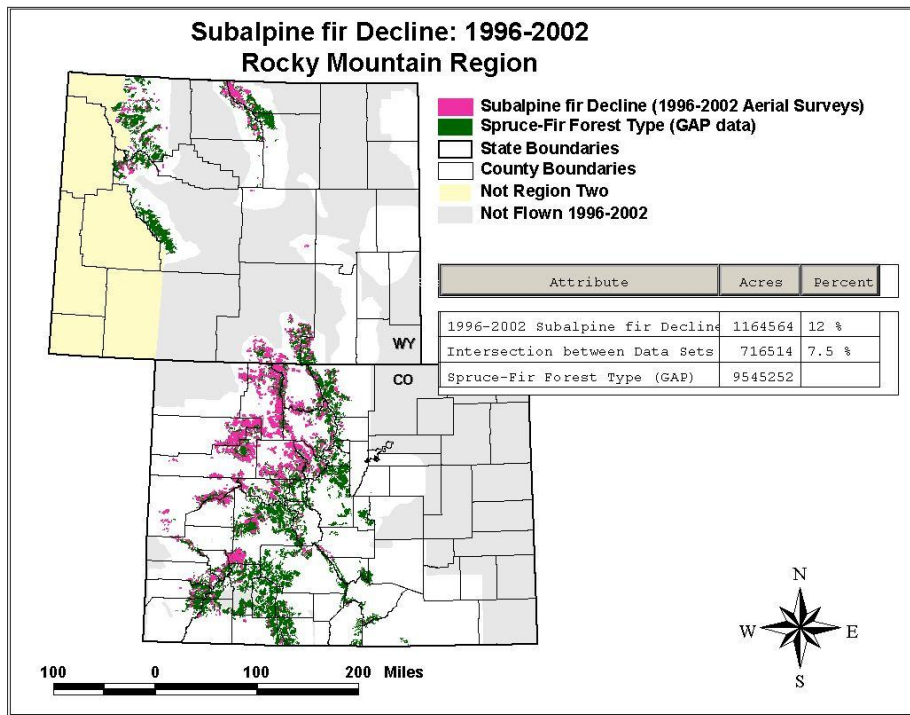 Subalpine fir Decline: 1996-2002
Rocky Mountain Region
Subalpine fir Decline (1996-2002 Aerial Surveys)
Spruce-Fir Forest Type (GAP data)
State Boundaries
County Boundaries
Not Region Two
Not Flown 1996-2002
Attribute Acres Percent
1996-2002 Subalpine fir Decline 1164564 12 %
Intersection between Data Sets 716514 7.5 %
Spruce-Fir Forest Type (GAP) 9545252
WY
CO
N
W E
S
100 0 100 200 Miles